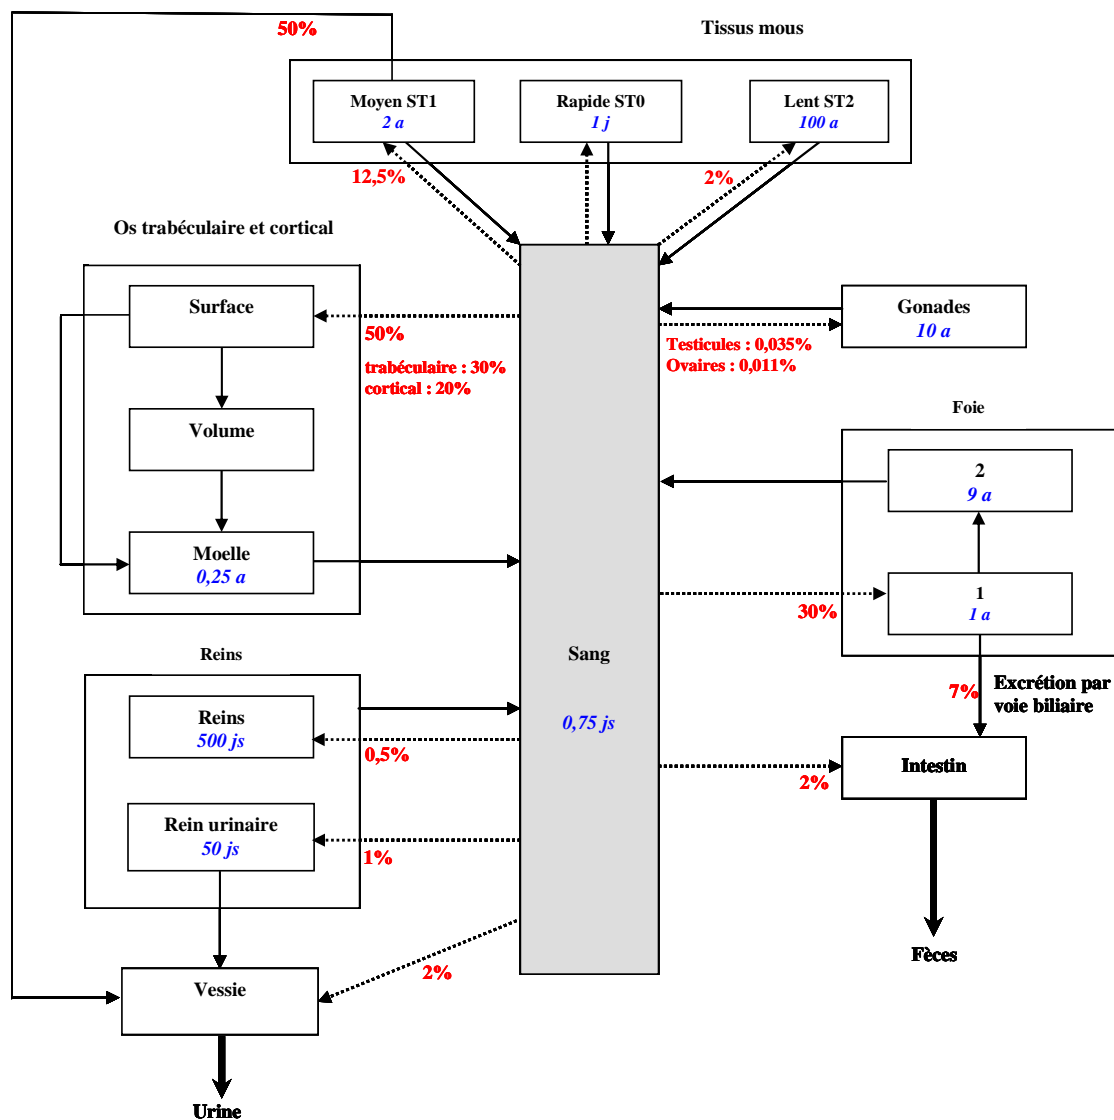 50%
Tissus mous
Moyen ST1
2 a
Rapide ST0
1 j
Lent ST2
100 a
12,5%
2%
Os trabéculaire et cortical
Surface
50%
trabéculaire : 30%
cortical : 20%
Gonades
10 a
Testicules : 0,035%
Ovaires : 0,011%
Volume
Foie
2
9 a
Moelle
0,25 a
1
1 a
30%
Sang
0,75 js
Reins
Reins
500 js
0,5%
7%
Excrétion par
voie biliaire
Intestin
2%
Rein urinaire
50 js
1%
Fèces
2%
Vessie
Urine